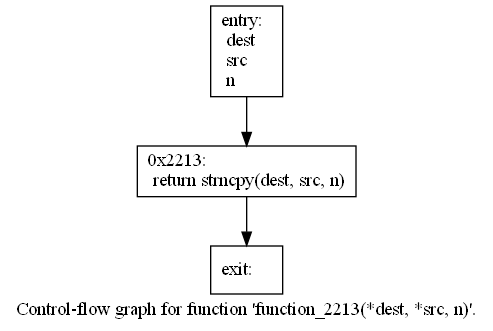 entry:
dest
src
n
0x2213:
return strncpy(dest, src, n)
exit:
Control-flow graph for function 'function_2213(*dest, *src, n)'.